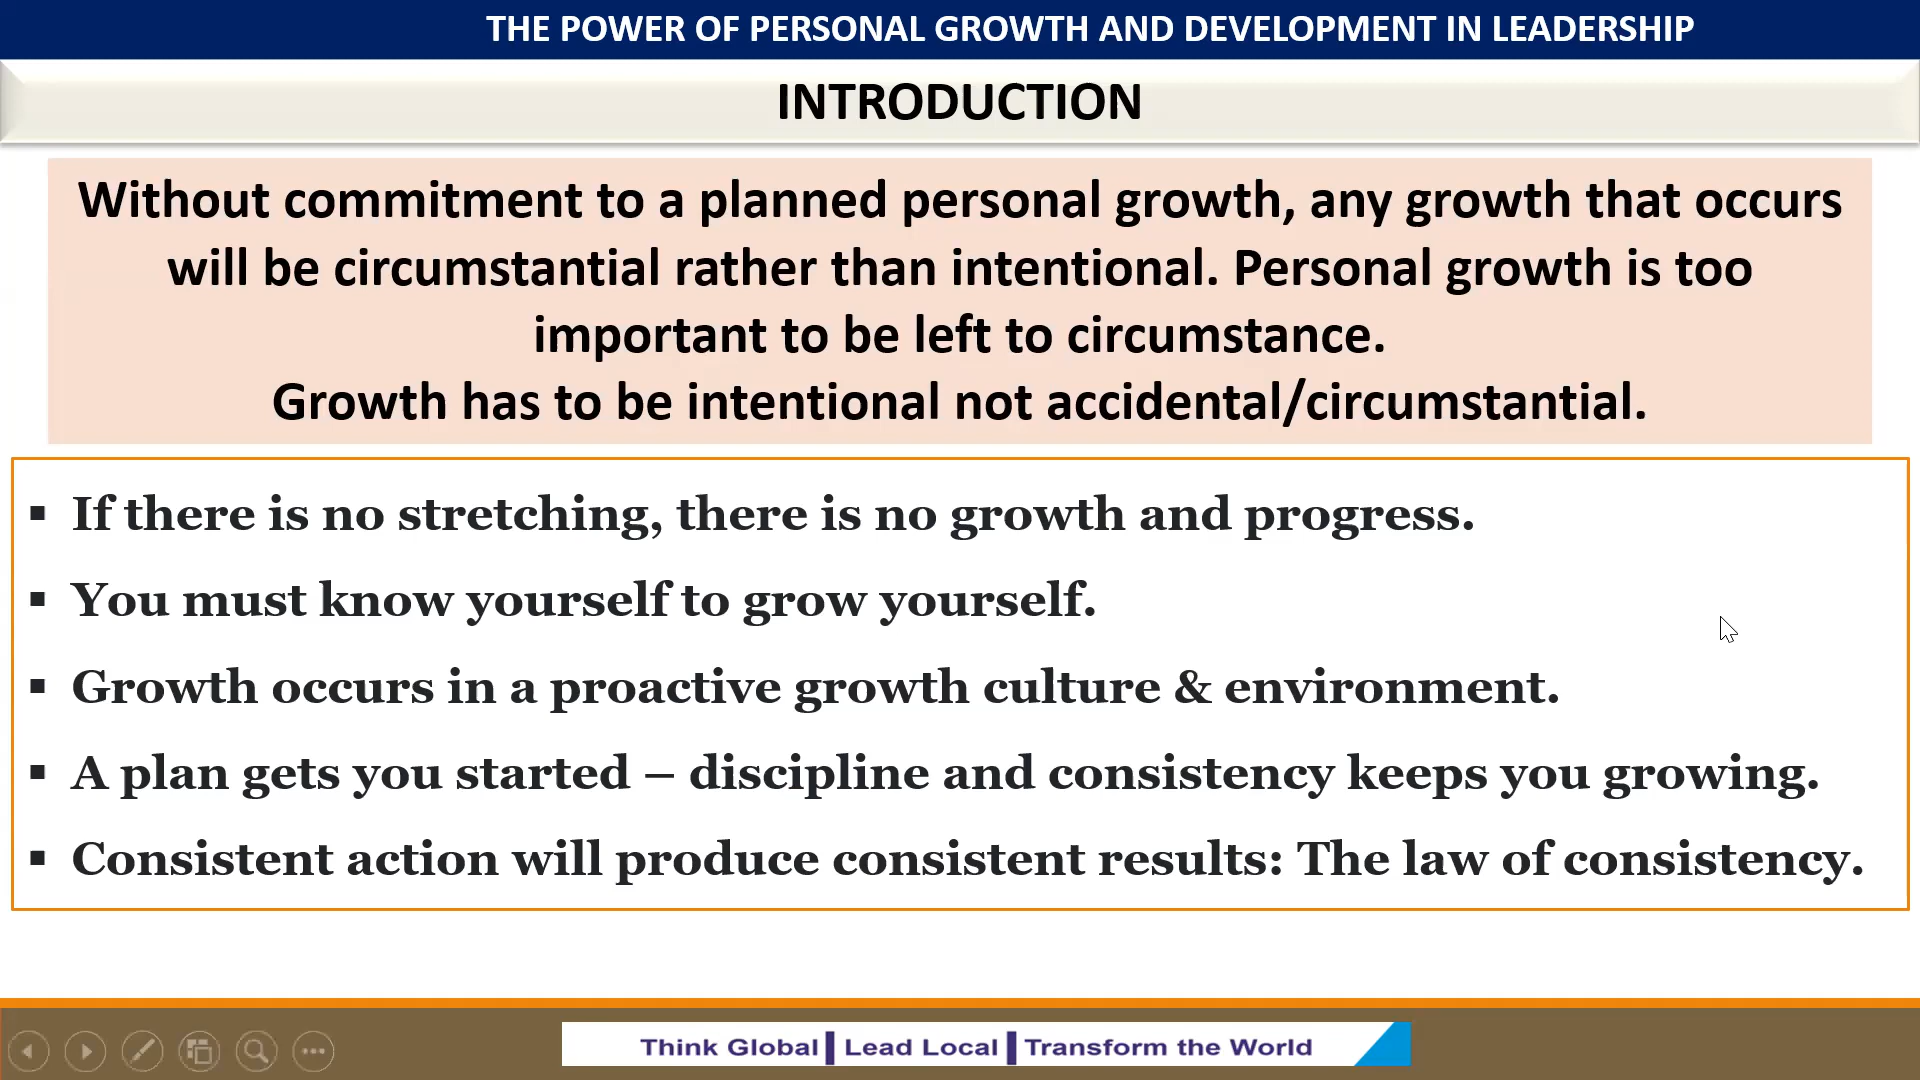 THE POWER OF PERSONAL GROWTH AND DEVELOPMENT IN LEADERSHIP
INTRODUCTION
Without commitment to a planned personal growth, any growth that occurs
will be circumstantial rather than intentional. Personal growth is too
important to be left to circumstance.
Growth has to be intentional not accidental/circumstantial.
▪ If there is no stretching, there is no growth and progress.
▪ You must know yourself to grow yourself.
▪ Growth occurs in a proactive growth culture & environment.
▪ A plan gets you started – discipline and consistency keeps you growing.
▪ Consistent action will produce consistent results: The law of consistency.
Think Global | Lead Local | Transform the World